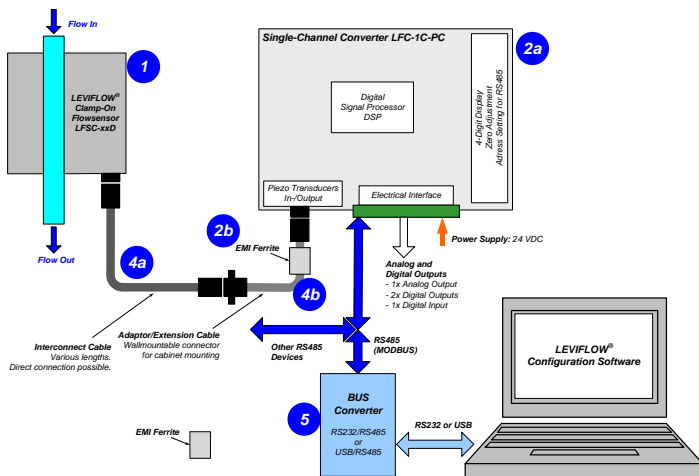 Flow In
1
LEVIFLOW®
Clamp-On
Flowsensor
LFSC-xxD
Flow Out
Single-Channel Converter LFC-1C-PC
2a
Digital
Signal Processor
DSP
4-Digit Display
Zero Adjustment
Adress Setting for RS485
Piezo Transducers
In-/Output
Electrical Interface
2b
EMI Ferrite
Power Supply: 24 VDC
4a
4b
Analog and
Digital Outputs
- 1x Analog Output
- 2x Digital Outputs
- 1x Digital Input
Interconnect Cable
Various lengths.
Direct connection possible.
Adaptor/Extension Cable
Wallmountable connector
for cabinet mounting
Other RS485
Devices
RS485
(MODBUS)
LEVIFLOW®
Configuration Software
5
BUS
Converter
RS232/RS485
or
USB/RS485
RS232 or USB
EMI Ferrite